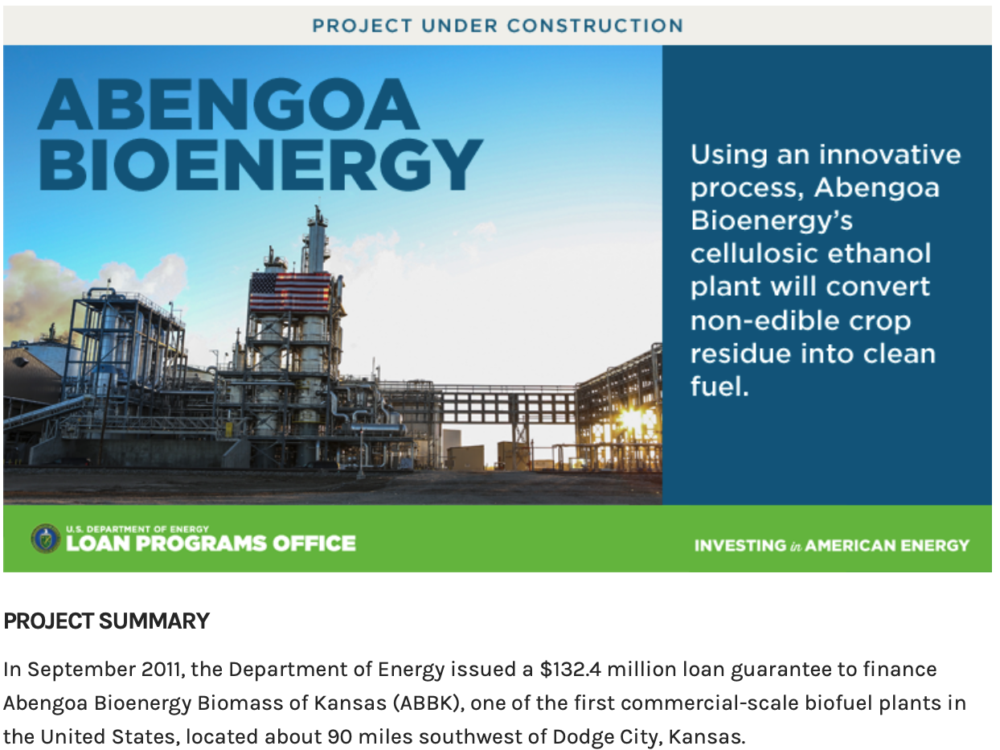 PROJECT UNDER CONSTRUCTION
ABENGOA
BIOENERGY
Using an innovative
process, Abengoa
Bioenergy’s
cellulosic ethanol
plant will convert
non-edible crop
residue into clean
fuel.
U.S. DEPARTMENT OF ENERGY
LOAN PROGRAMS OFFICE
INVESTING in AMERICAN ENERGY
PROJECT SUMMARY
In September 2011, the Department of Energy issued a $132.4 million loan guarantee to finance
Abengoa Bioenergy Biomass of Kansas (ABBK), one of the first commercial-scale biofuel plants in
the United States, located about 90 miles southwest of Dodge City, Kansas.